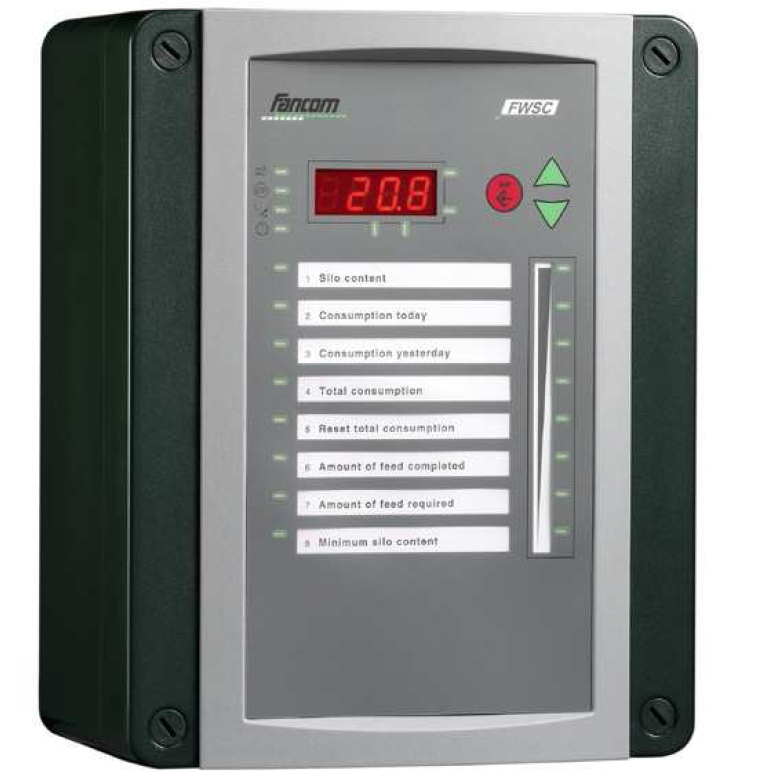 Fancom
FWSC
20.8
1 Silo content
2 Consumption today
3 Consumption yesterday
4 Total consumption
5 Reset total consumption
6 Amount of feed completed
7 Amount of feed required
8 Minimum silo content